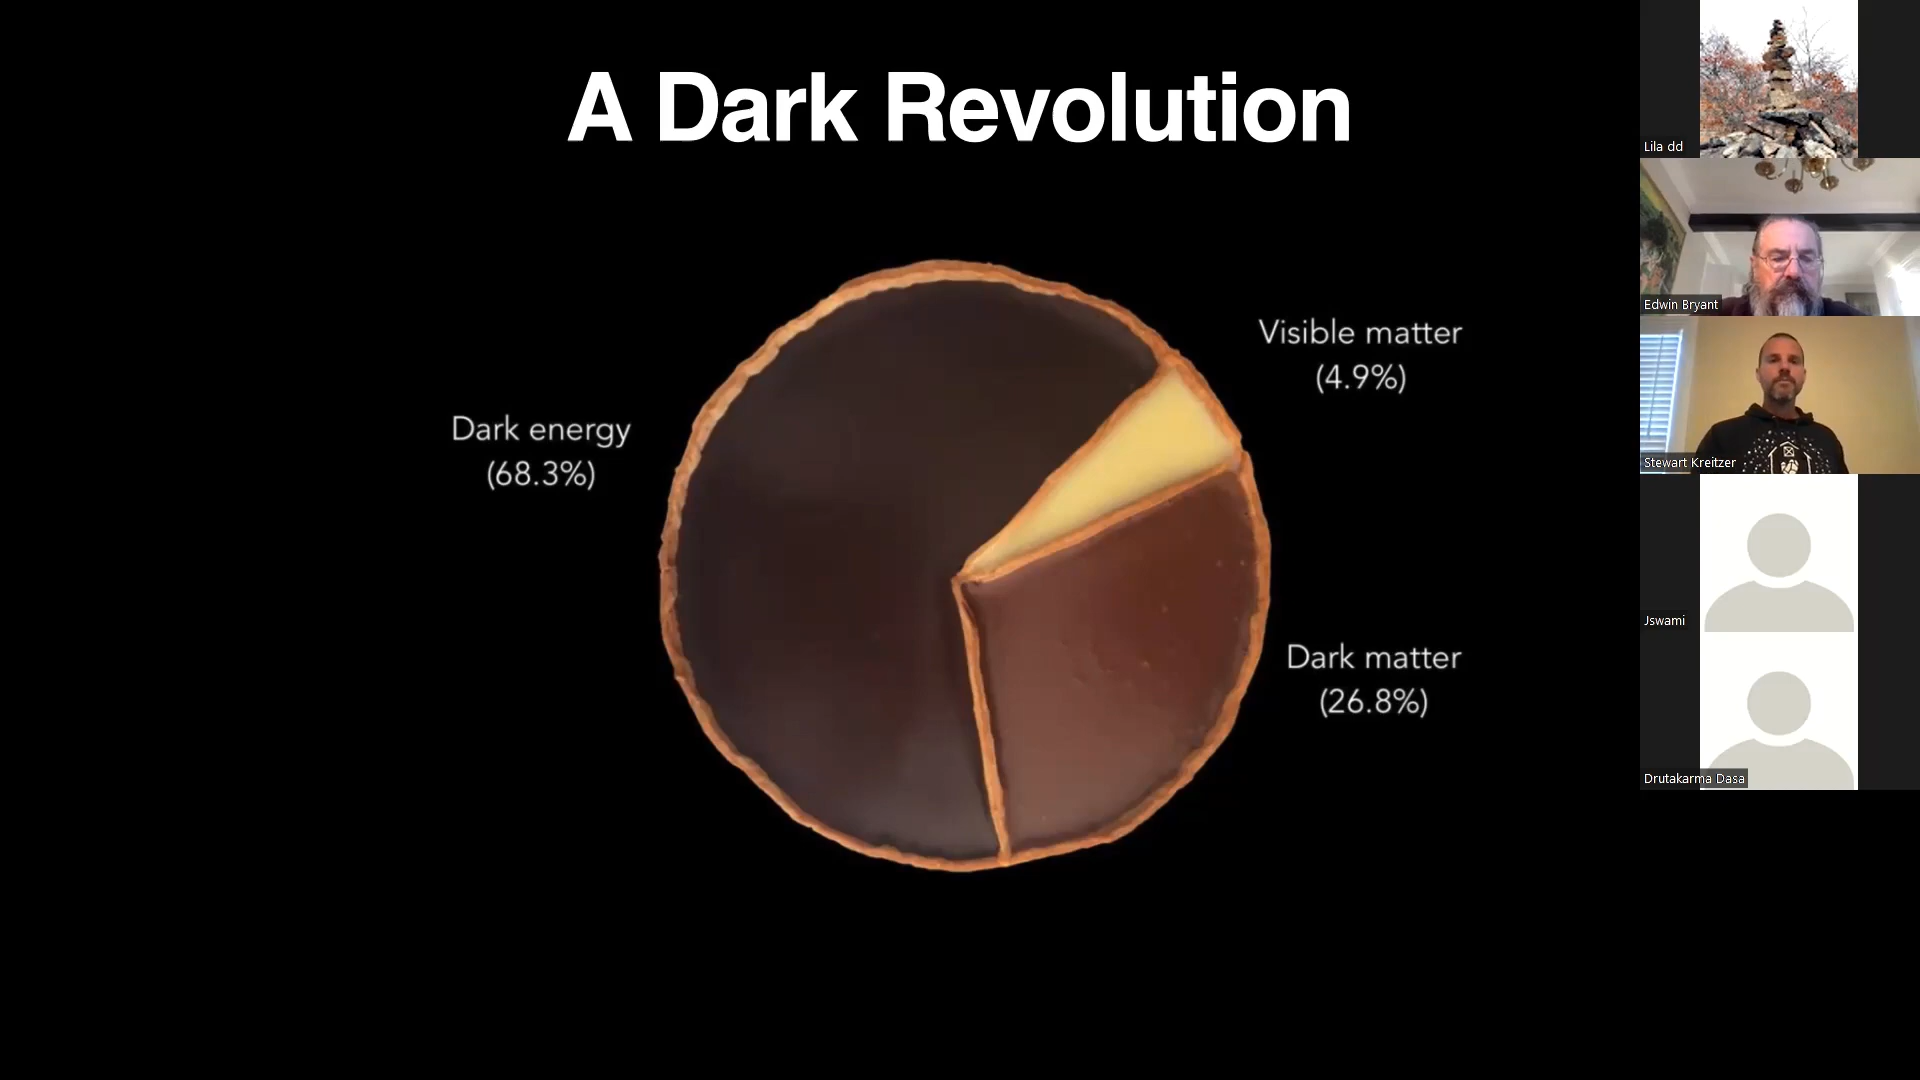 A Dark Revolution
Visible matter
(4.9%)
Dark energy
(68.3%)
Dark matter
(26.8%)
Lila dd
Edwin Bryant
Stewart Kreitzer
Jswami
Drutakarma Dasa